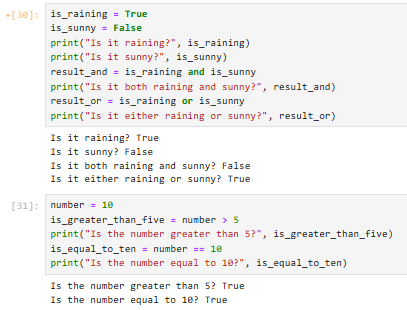 [30]: is_raining = True
is_sunny = False
print("Is it raining?", is_raining)
print("Is it sunny?", is_sunny)
result_and = is_raining and is_sunny
print("Is it both raining and sunny?", result_and)
result_or = is_raining or is_sunny
print("Is it either raining or sunny?", result_or)
Is it raining? True
Is it sunny? False
Is it both raining and sunny? False
Is it either raining or sunny? True
[31]: number = 10
is_greater_than_five = number > 5
print("Is the number greater than 5?", is_greater_than_five)
is_equal_to_ten = number == 10
print("Is the number equal to 10?", is_equal_to_ten)
Is the number greater than 5? True
Is the number equal to 10? True